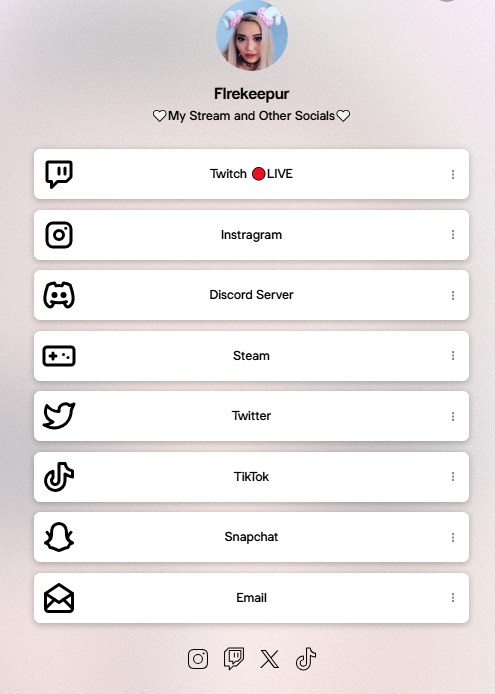 FIrekeepur
🤍My Stream and Other Socials🤍
Twitch 🔴LIVE
Instragram
Discord Server
Steam
Twitter
TikTok
Snapchat
Email